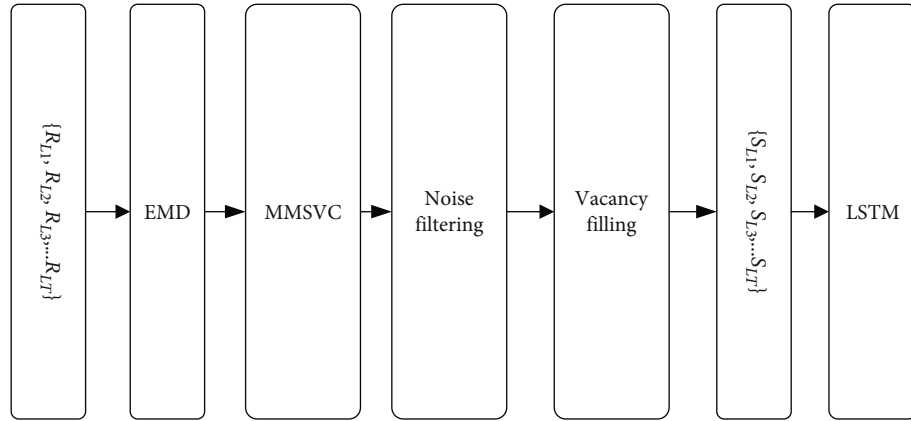 {R_{L1}, R_{L2}, R_{L3},...R_{LT}}
EMD
MMSVC
Noise
filtering
Vacancy
filling
{S_{L1}, S_{L2}, S_{L3},...S_{LT}}
LSTM